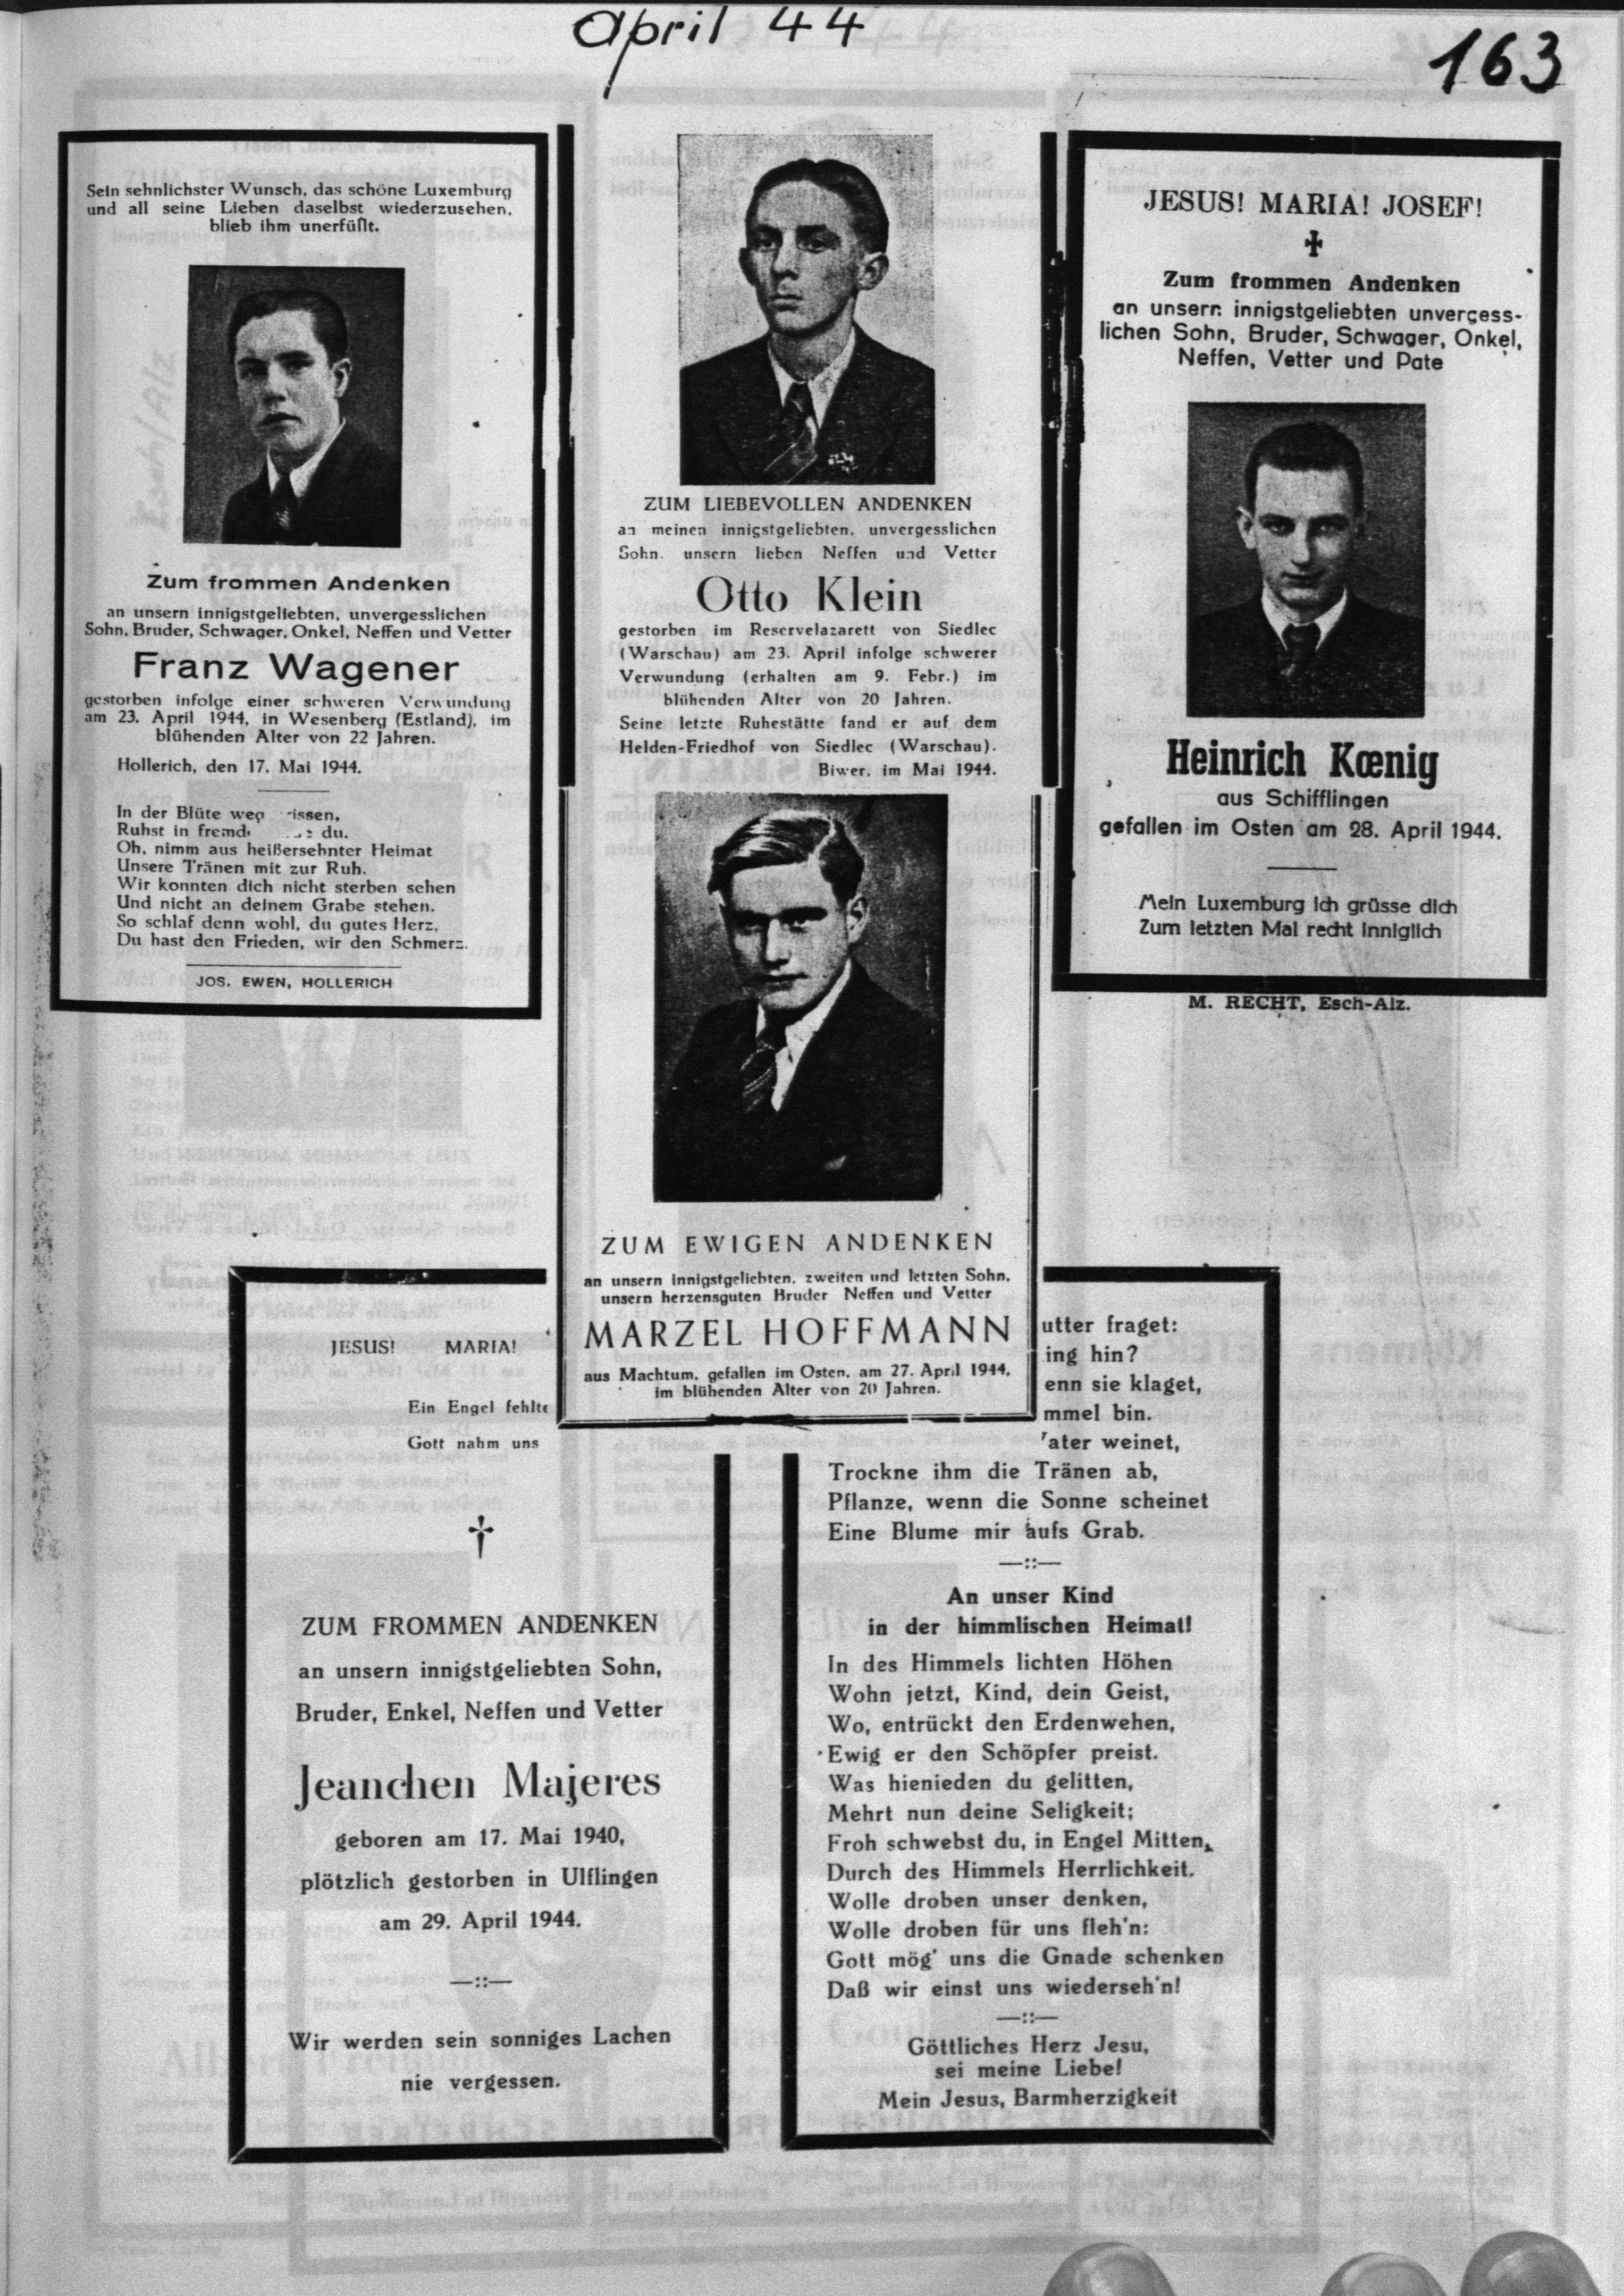 April 44
163
Sein sehnlichster Wunsch, das schöne Luxemburg
und all seine Lieben daselbst wiederzusehen,
blieb ihm unerfüllt.
Zum frommen Andenken
an unsern innigstgeliebten, unvergesslichen
Sohn, Bruder, Schwager, Onkel, Neffen und Vetter
Franz Wagener
gestorben infolge einer schweren Verwundung
am 23. April 1944, in Wesenberg (Estland), im
blühenden Alter von 22 Jahren.
Hollerich, den 17. Mai 1944.
In der Blüte weg rissen,
Ruhst in fremd du.
Oh, nimm aus heißersehnter Heimat
Unsere Tränen mit zur Ruh.
Wir konnten dich nicht sterben sehen
Und nicht an deinem Grabe stehen.
So schlaf denn wohl, du gutes Herz,
Du hast den Frieden, wir den Schmerz.
JOS. EWEN, HOLLERICH
ZUM LIEBEVOLLEN ANDENKEN
an meinen innigstgeliebten, unvergesslichen
Sohn, unsern lieben Neffen und Vetter
Otto Klein
gestorben im Reservelazarett von Siedlec
(Warschau) am 23. April infolge schwerer
Verwundung (erhalten am 9. Febr.) im
blühenden Alter von 20 Jahren.
Seine letzte Ruhestätte fand er auf dem
Helden-Friedhof von Siedlec (Warschau).
Biwer, im Mai 1944.
JESUS! MARIA! JOSEF!
Zum frommen Andenken
an unsern innigstgeliebten unvergess-
lichen Sohn, Bruder, Schwager, Onkel,
Neffen, Vetter und Pate
Heinrich Kœnig
aus Schifflingen
gefallen im Osten am 28. April 1944.
Mein Luxemburg ich grüsse dich
Zum letzten Mal recht inniglich
M. RECHT, Esch-Alz.
ZUM EWIGEN ANDENKEN
an unsern innigstgeliebten, zweiten und letzten Sohn,
unsern herzensguten Bruder Neffen und Vetter
MARZEL HOFFMANN
aus Machtum, gefallen im Osten, am 27. April 1944,
im blühenden Alter von 20 Jahren.
JESUS! MARIA!
Ein Engel fehlte
Gott nahm uns
ZUM FROMMEN ANDENKEN
an unsern innigstgeliebten Sohn,
Bruder, Enkel, Neffen und Vetter
Jeanchen Majeres
geboren am 17. Mai 1940,
plötzlich gestorben in Ulflingen
am 29. April 1944.
Wir werden sein sonniges Lachen
nie vergessen.
utter fraget:
ing hin?
enn sie klaget,
mmel bin.
ater weinet,
Trockne ihm die Tränen ab,
Pflanze, wenn die Sonne scheinet
Eine Blume mir aufs Grab.
An unser Kind
in der himmlischen Heimat!
In des Himmels lichten Höhen
Wohn jetzt, Kind, dein Geist,
Wo, entrückt den Erdenwehen,
Ewig er den Schöpfer preist.
Was hienieden du gelitten,
Mehrt nun deine Seligkeit;
Froh schwebst du, in Engel Mitten,
Durch des Himmels Herrlichkeit.
Wolle droben unser denken,
Wolle droben für uns fleh'n:
Gott mög' uns die Gnade schenken
Daß wir einst uns wiederseh'n!
Göttliches Herz Jesu,
sei meine Liebe!
Mein Jesus, Barmherzigkeit